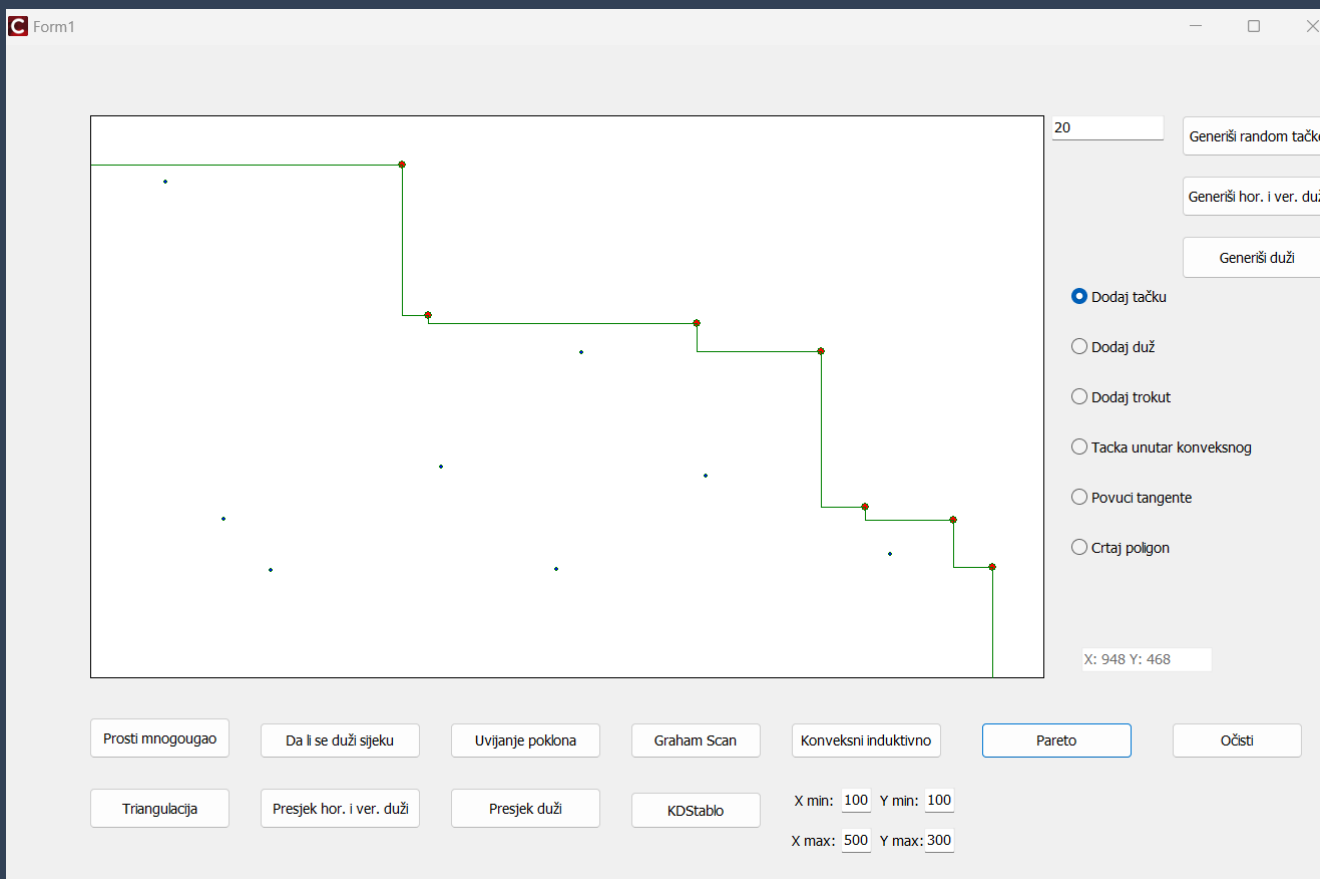 Form1
20
Generiši random tačke
Generiši hor. i ver. duž
Generiši duži
Dodaj tačku
Dodaj duž
Dodaj trokut
Tacka unutar konveksnog
Povuci tangente
Crtaj poligon
X: 948 Y: 468
Prosti mnogougao
Da li se duži sijeku
Uvijanje poklona
Graham Scan
Konveksni induktivno
Pareto
Očisti
Triangulacija
Presjek hor. i ver. duži
Presjek duži
KDStablo
X min: 100 Y min: 100
X max: 500 Y max: 300